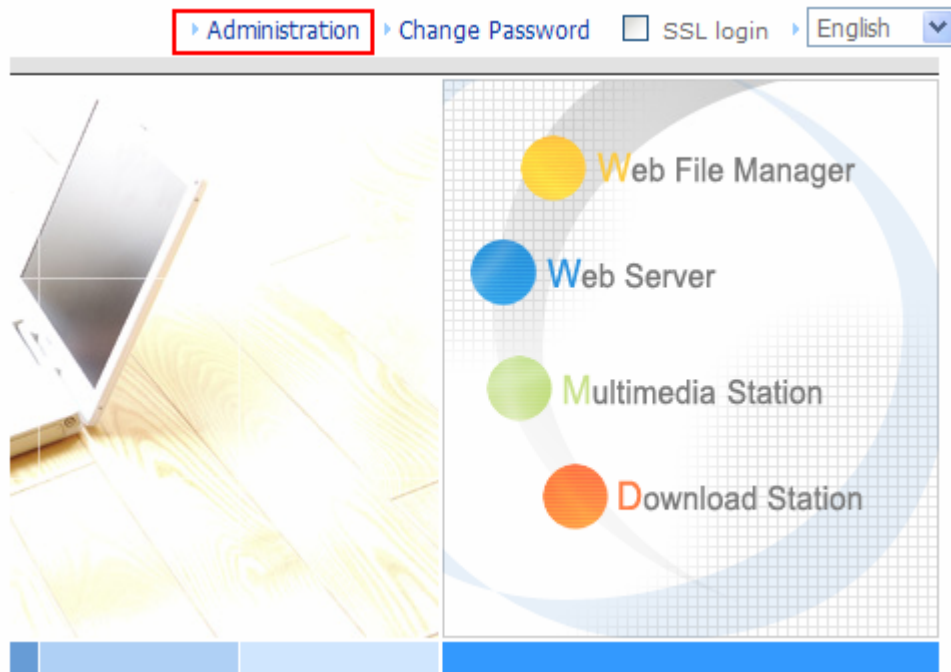 Administration Change Password SSL login English
Web File Manager
Web Server
Multimedia Station
Download Station